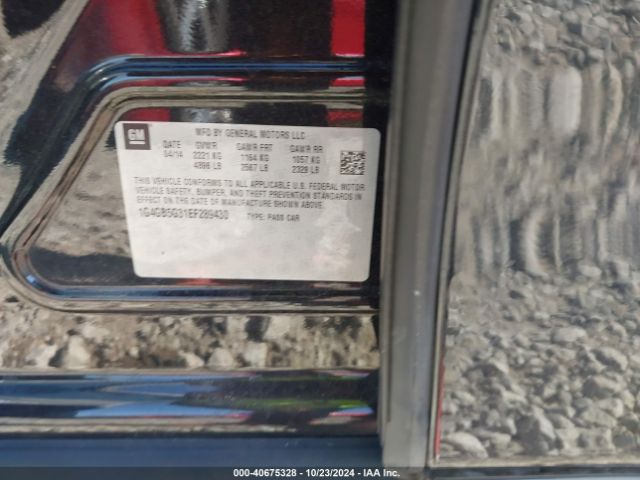 GM
MFD BY GENERAL MOTORS LLC
DATE GVWR GAWR FRT GAWR RR
04/14 2221 KG 1164 KG 1057 KG
4896 LB 2567 LB 2329 LB
THIS VEHICLE CONFORMS TO ALL APPLICABLE U.S. FEDERAL MOTOR
VEHICLE SAFETY, BUMPER, AND THEFT PREVENTION STANDARDS IN
EFFECT ON THE DATE OF MANUFACTURE SHOWN ABOVE.
1G4GB5G31EF289430 TYPE: PASS CAR
000-40675328 - 10/23/2024 - IAA Inc.